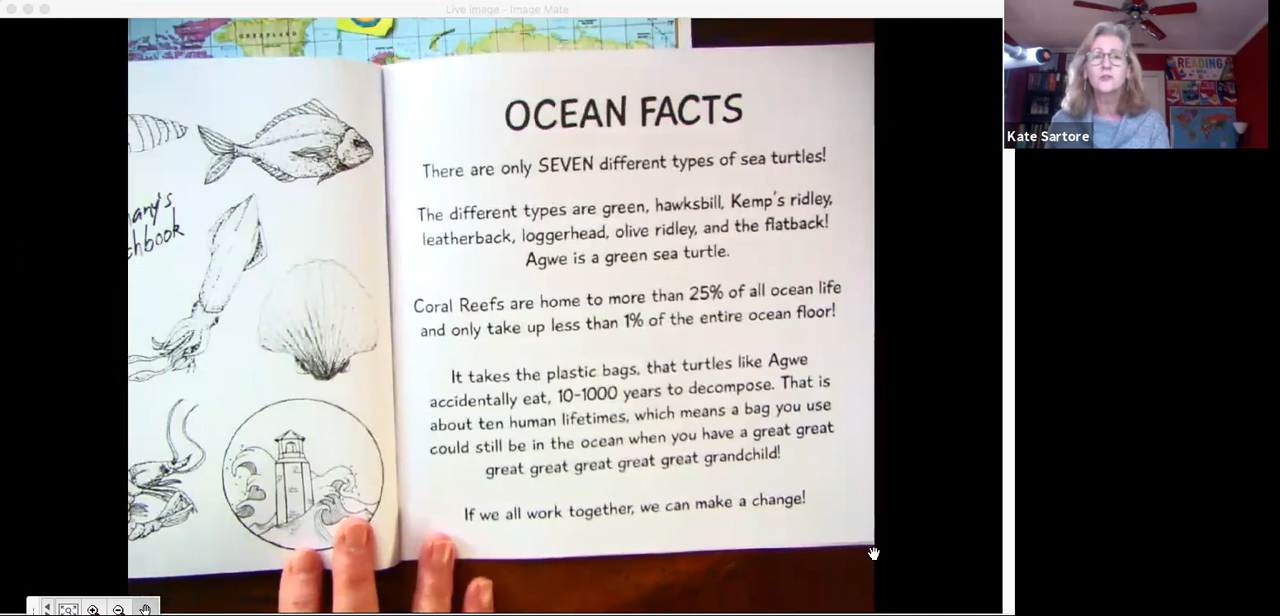 Live image - Image Mate
GREENLAND
any's
hbook
OCEAN FACTS
There are only SEVEN different types of sea turtles!
The different types are green, hawksbill, Kemp's ridley,
leatherback, loggerhead, olive ridley, and the flatback!
Agwe is a green sea turtle.
Coral Reefs are home to more than 25% of all ocean life
and only take up less than 1% of the entire ocean floor!
It takes the plastic bags, that turtles like Agwe
accidentally eat, 10-1000 years to decompose. That is
about ten human lifetimes, which means a bag you use
could still be in the ocean when you have a great great
great great great great great grandchild!
If we all work together, we can make a change!
READING
Kate Sartore